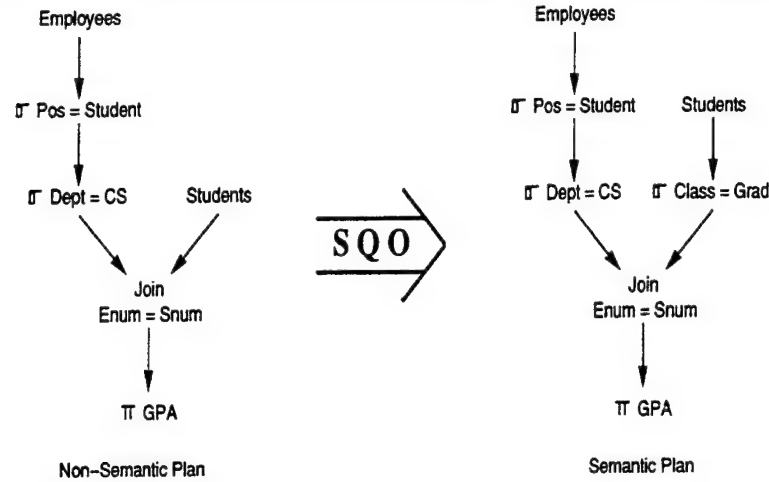 Employees
σ Pos = Student
σ Dept = CS
Students
Join
Enum = Snum
π GPA
Non-Semantic Plan
SQO
Employees
σ Pos = Student
Students
σ Dept = CS
σ Class = Grad
Join
Enum = Snum
π GPA
Semantic Plan